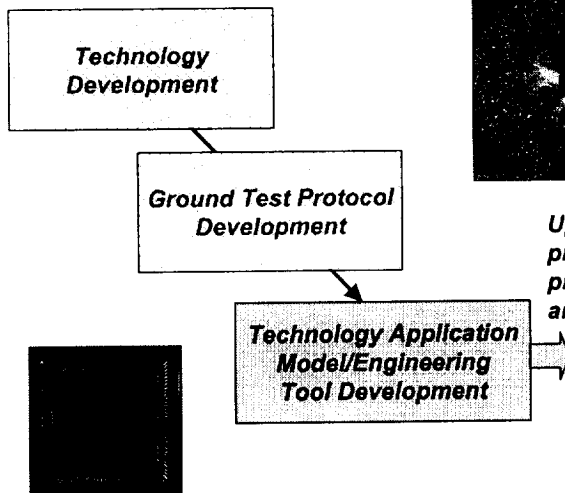 Technology
Development
Ground Test Protocol
Development
Technology Application
Model/Engineering
Tool Development